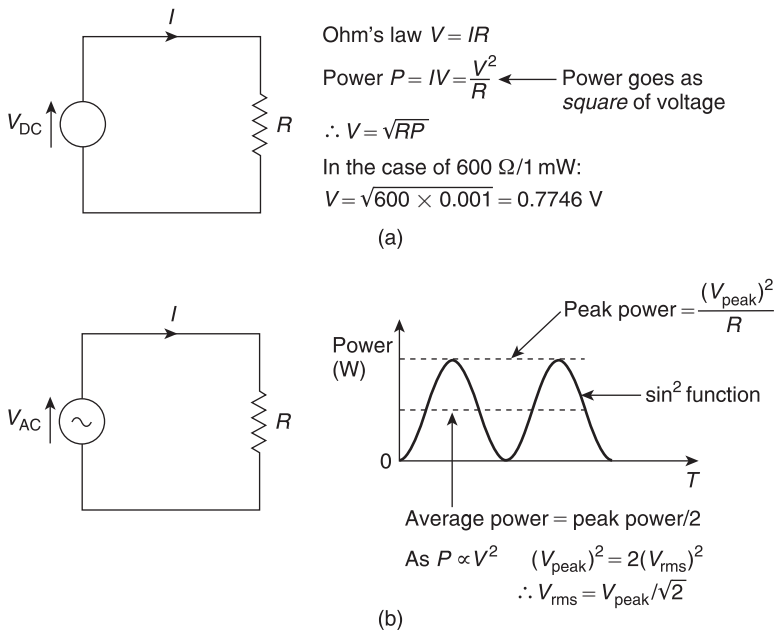 I
V_DC
R
Ohm's law V = IR
Power P = IV = V²/R
Power goes as
square of voltage
∴ V = √RP
In the case of 600 Ω/1 mW:
V = √600 × 0.001 = 0.7746 V
(a)
I
V_AC
R
Peak power = (V_peak)²/R
Power
(W)
sin² function
0
T
Average power = peak power/2
As P ∝ V² (V_peak)² = 2(V_rms)²
∴ V_rms = V_peak/√2
(b)